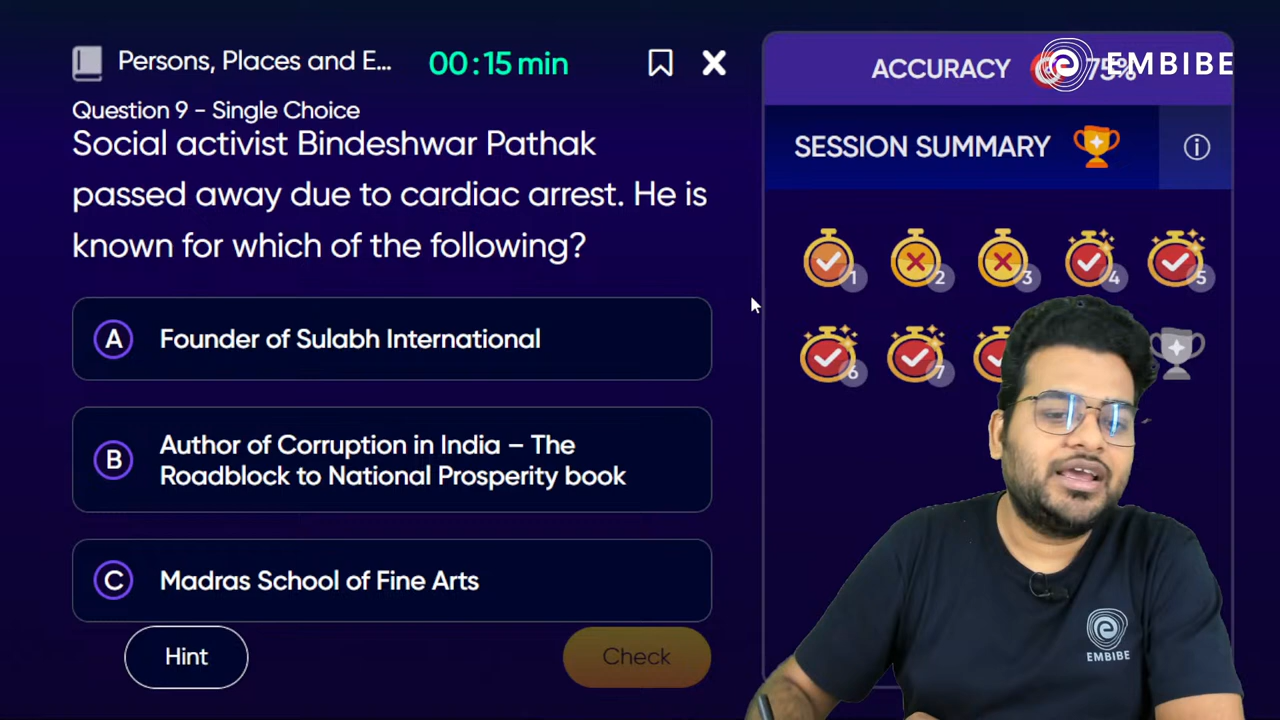 Persons, Places and E...
00:15 min
Question 9 - Single Choice
Social activist Bindeshwar Pathak
passed away due to cardiac arrest. He is
known for which of the following?
A Founder of Sulabh International
B Author of Corruption in India – The
Roadblock to National Prosperity book
C Madras School of Fine Arts
Hint
Check
ACCURACY 75%
EMBIBE
SESSION SUMMARY
1 2 3 4 5
6 7
EMBIBE